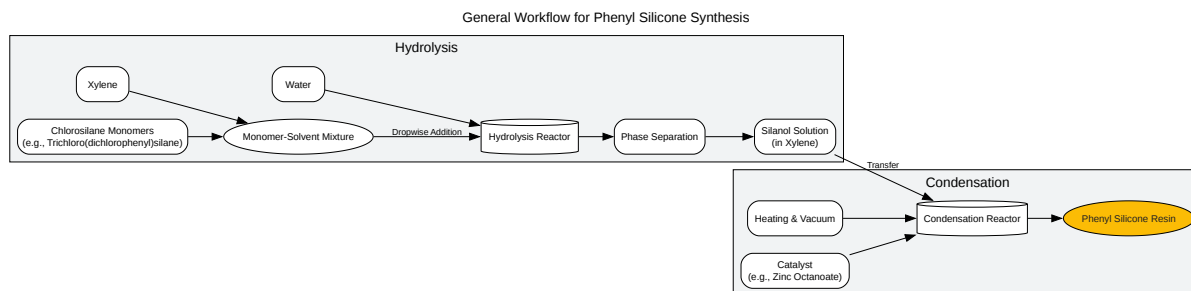 General Workflow for Phenyl Silicone Synthesis
Hydrolysis
Xylene
Water
Chlorosilane Monomers
(e.g., Trichloro(dichlorophenyl)silane)
Monomer-Solvent Mixture
Dropwise Addition
Hydrolysis Reactor
Phase Separation
Silanol Solution
(in Xylene)
Transfer
Condensation
Heating & Vacuum
Condensation Reactor
Phenyl Silicone Resin
Catalyst
(e.g., Zinc Octanoate)